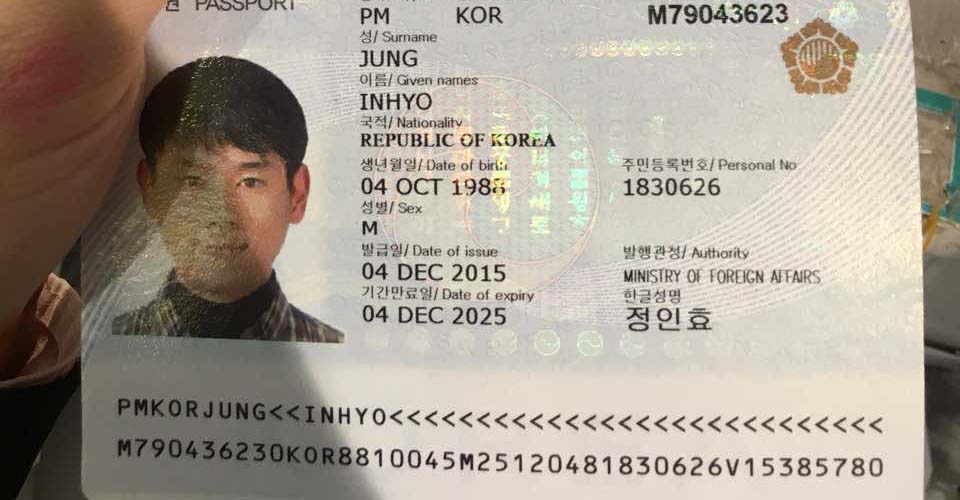 PASSPORT
PM KOR M79043623
성/ Surname
JUNG
이름/ Given names
INHYO
국적/ Nationality
REPUBLIC OF KOREA
생년월일/ Date of birth 주민등록번호/ Personal No
04 OCT 1988 1830626
성별/ Sex
M
발급일/ Date of issue 발행관청/ Authority
04 DEC 2015 MINISTRY OF FOREIGN AFFAIRS
기간만료일/ Date of expiry 한글성명
04 DEC 2025 정인효
PMKORJUNG<<INHYO<<<<<<<<<<<<<<<<<<<<<<<<<<<<
M790436230KOR8810045M25120481830626V15385780